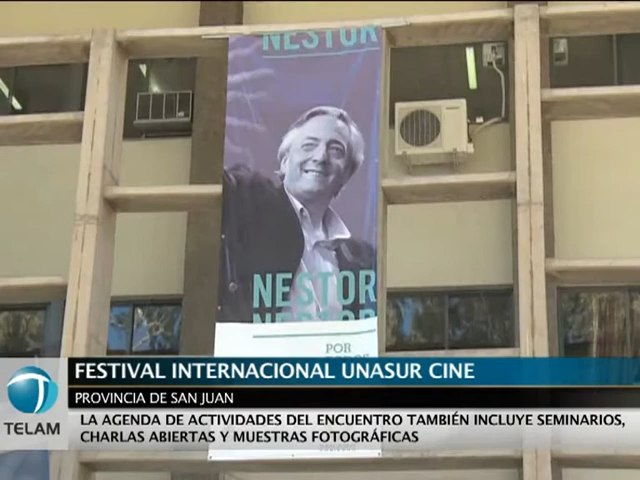 NESTOR
NESTOR
POR
FESTIVAL INTERNACIONAL UNASUR CINE
PROVINCIA DE SAN JUAN
TELAM
LA AGENDA DE ACTIVIDADES DEL ENCUENTRO TAMBIÉN INCLUYE SEMINARIOS,
CHARLAS ABIERTAS Y MUESTRAS FOTOGRÁFICAS